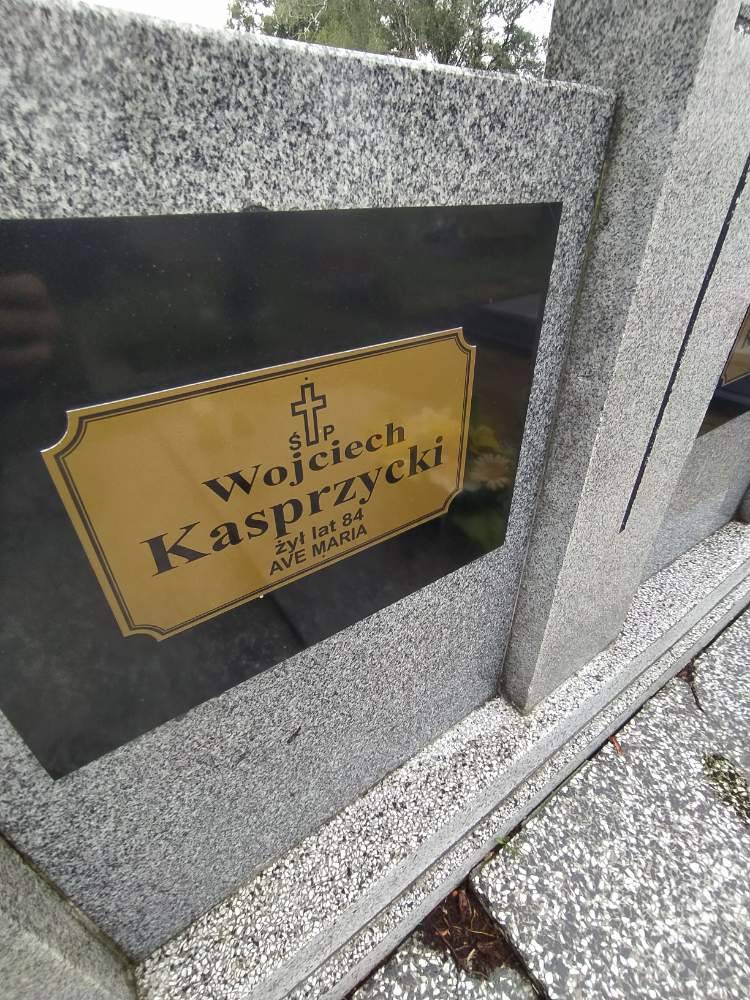 Ś P
Wojciech
Kasprzycki
żył lat 84
AVE MARIA